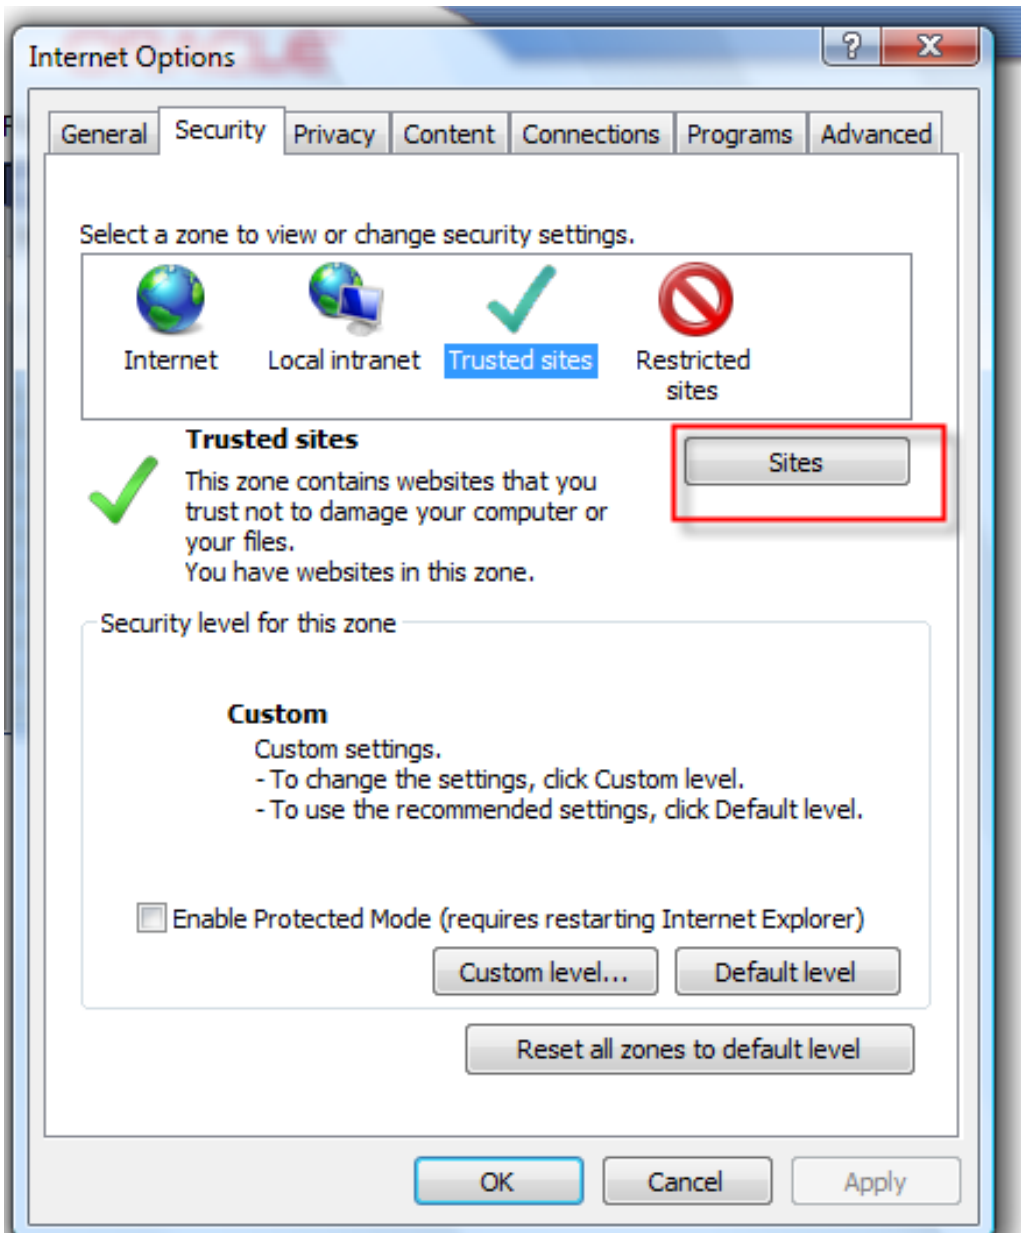 ORACLE
Internet Options
?
X
General Security Privacy Content Connections Programs Advanced
Select a zone to view or change security settings.
Internet Local intranet Trusted sites Restricted
sites
Trusted sites
Sites
This zone contains websites that you
trust not to damage your computer or
your files.
You have websites in this zone.
Security level for this zone
Custom
Custom settings.
- To change the settings, click Custom level.
- To use the recommended settings, click Default level.
Enable Protected Mode (requires restarting Internet Explorer)
Custom level... Default level
Reset all zones to default level
OK Cancel Apply